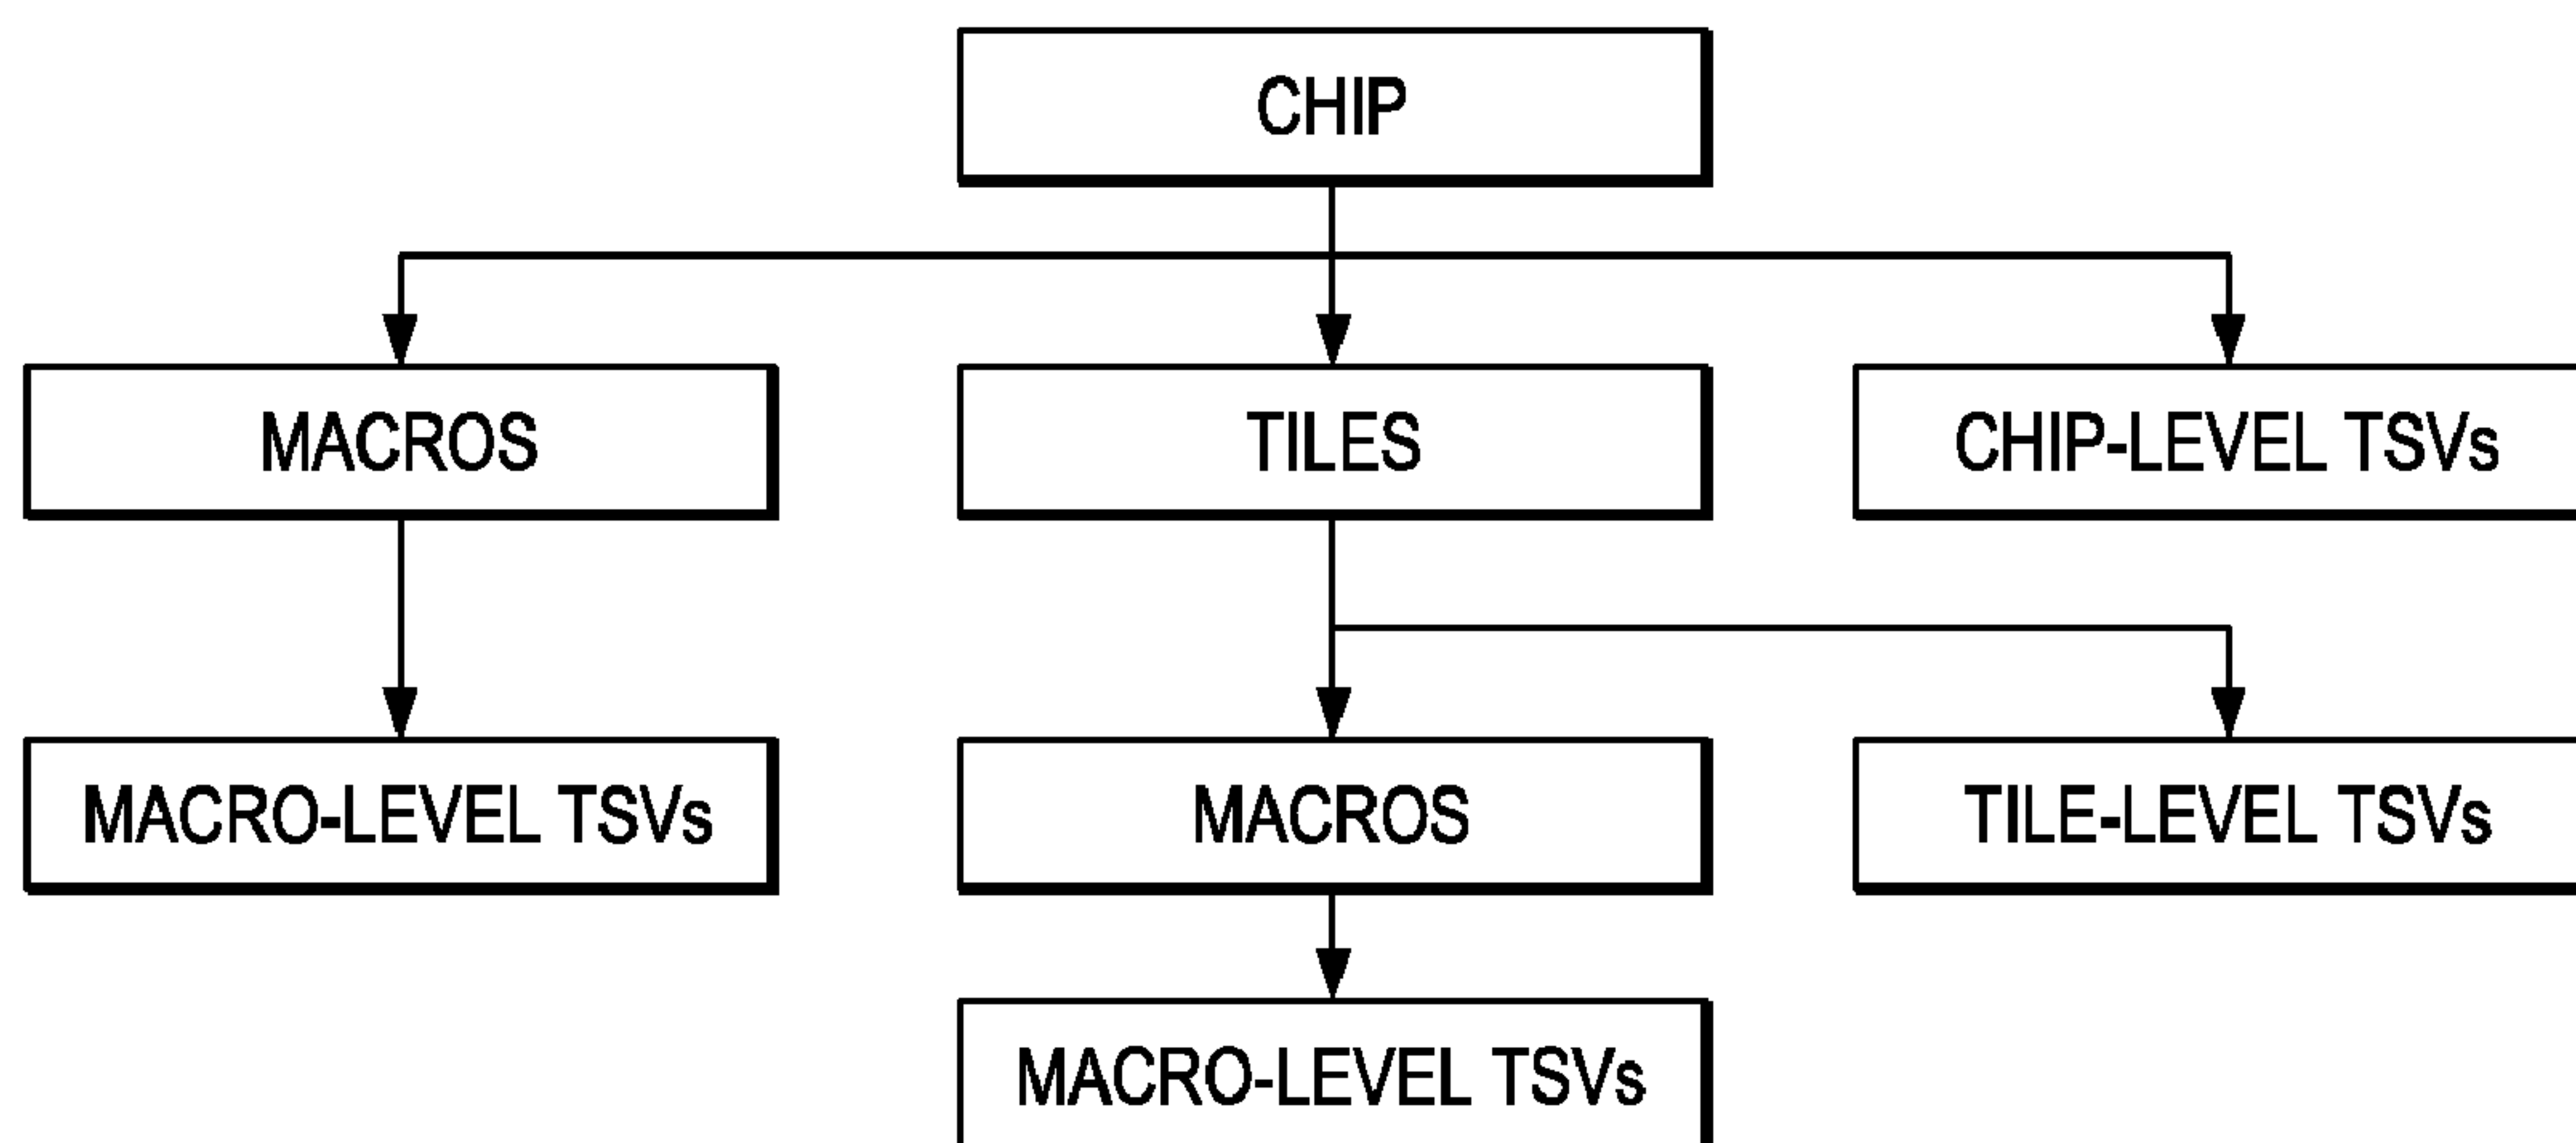 CHIP
MACROS
TILES
CHIP-LEVEL TSVs
MACRO-LEVEL TSVs
MACROS
TILE-LEVEL TSVs
MACRO-LEVEL TSVs